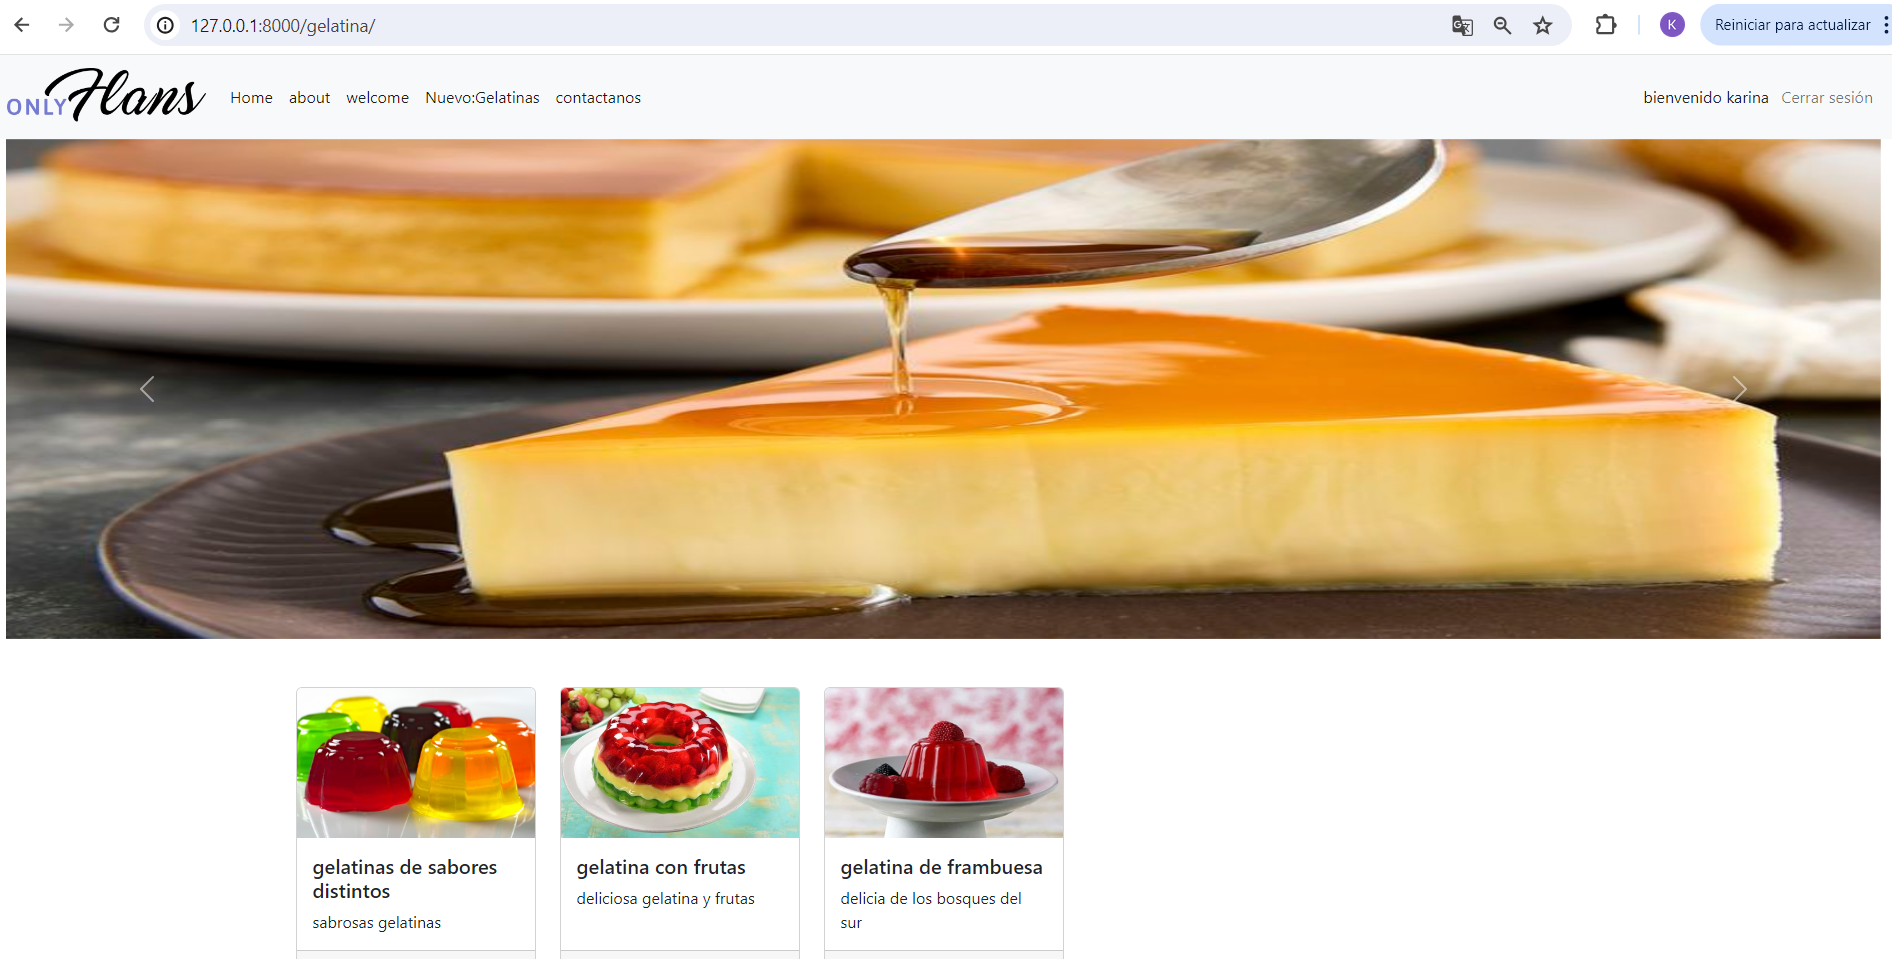 127.0.0.1:8000/gelatina/
K
Reiniciar para actualizar
ONLY Flans
Home about welcome Nuevo:Gelatinas contactanos
bienvenido karina Cerrar sesión
gelatinas de sabores
distintos
sabrosas gelatinas
gelatina con frutas
deliciosa gelatina y frutas
gelatina de frambuesa
delicia de los bosques del
sur